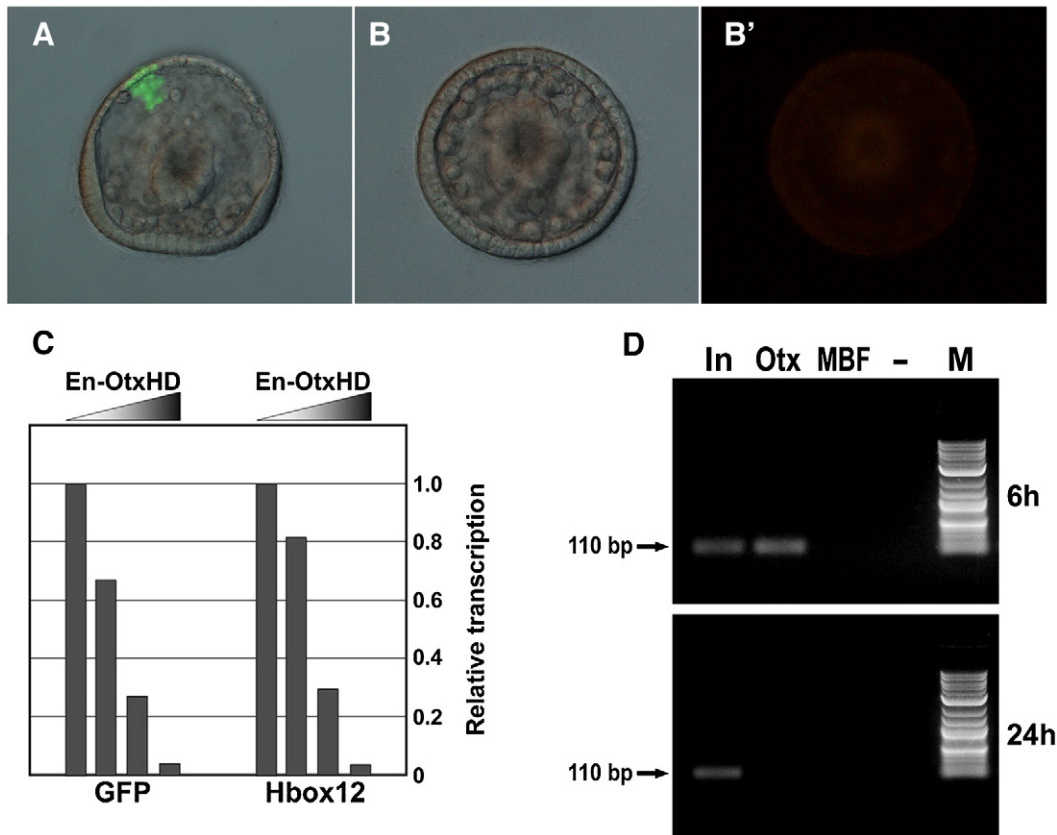 A
B
B'
C
En-OtxHD
En-OtxHD
1.0
0.8
0.6
0.4
0.2
0
Relative transcription
GFP
Hbox12
D
In Otx MBF – M
110 bp
6h
110 bp
24h